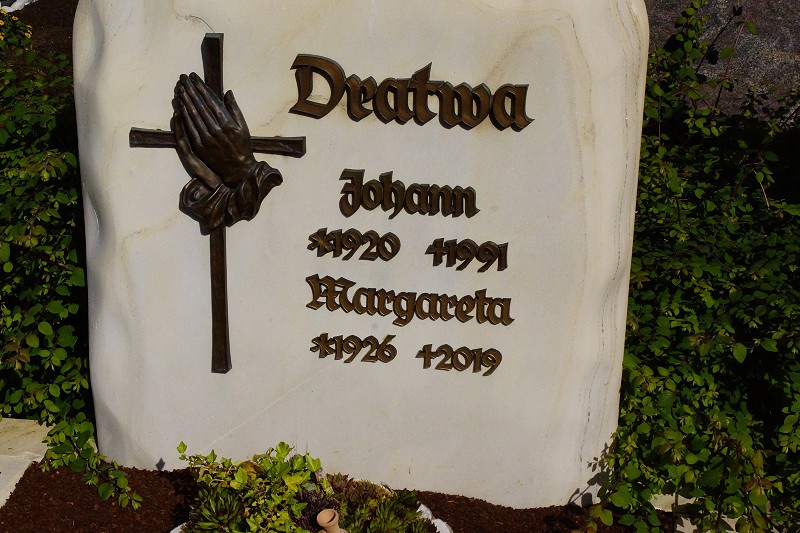 Dratwa
Johann
*1920 †1991
Margareta
*1926 †2019